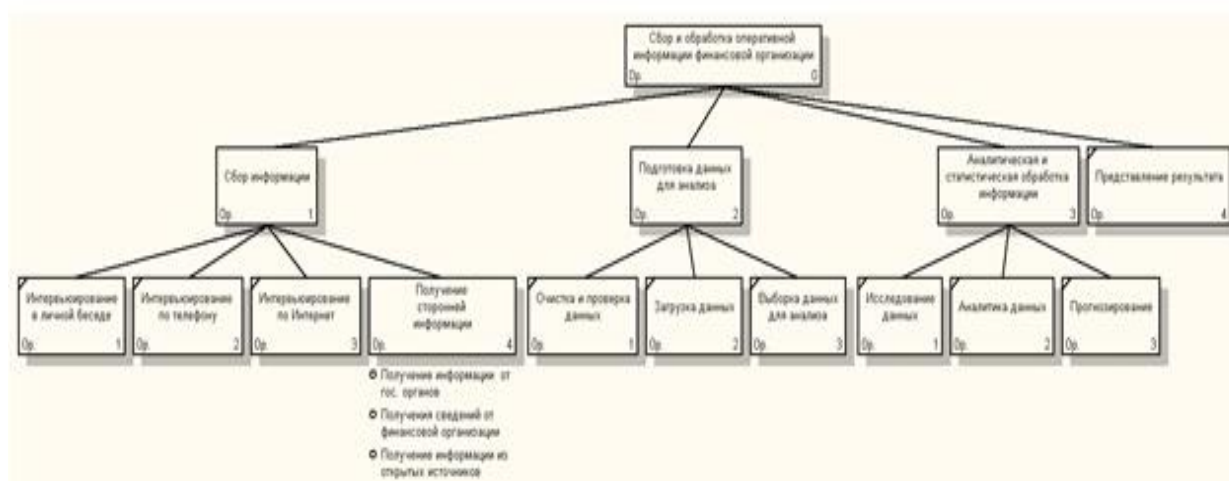 Сбор и обработка оперативной
информации финансовой организации
0р. 0
Сбор информации
0р. 1
Подготовка данных
для анализа
0р. 2
Аналитическая и
статистическая обработка
информации
0р. 3
Представление результата
0р. 4
Интервьюирование
в личной беседе
0р. 1
Интервьюирование
по телефону
0р. 2
Интервьюирование
по Интернет
0р. 3
Получение
сторонней
информации
0р. 4
Получение информации от
гос. органов
Получения сведений от
финансовой организации
Получение информации из
открытых источников
Очистка и проверка
данных
0р. 1
Загрузка данных
0р. 2
Выборка данных
для анализа
0р. 3
Исследование
данных
0р. 1
Аналитика данных
0р. 2
Прогнозирование
0р. 3